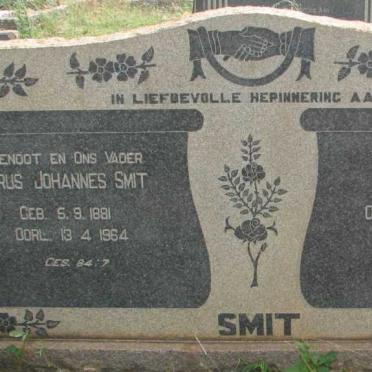 IN LIEFDEVOLLE HERINNERING AA
ENOOT EN ONS VADER
RUS JOHANNES SMIT
GEB. 5. 9. 1881
OORL. 13 4 1964
GES. 84:7
SMIT